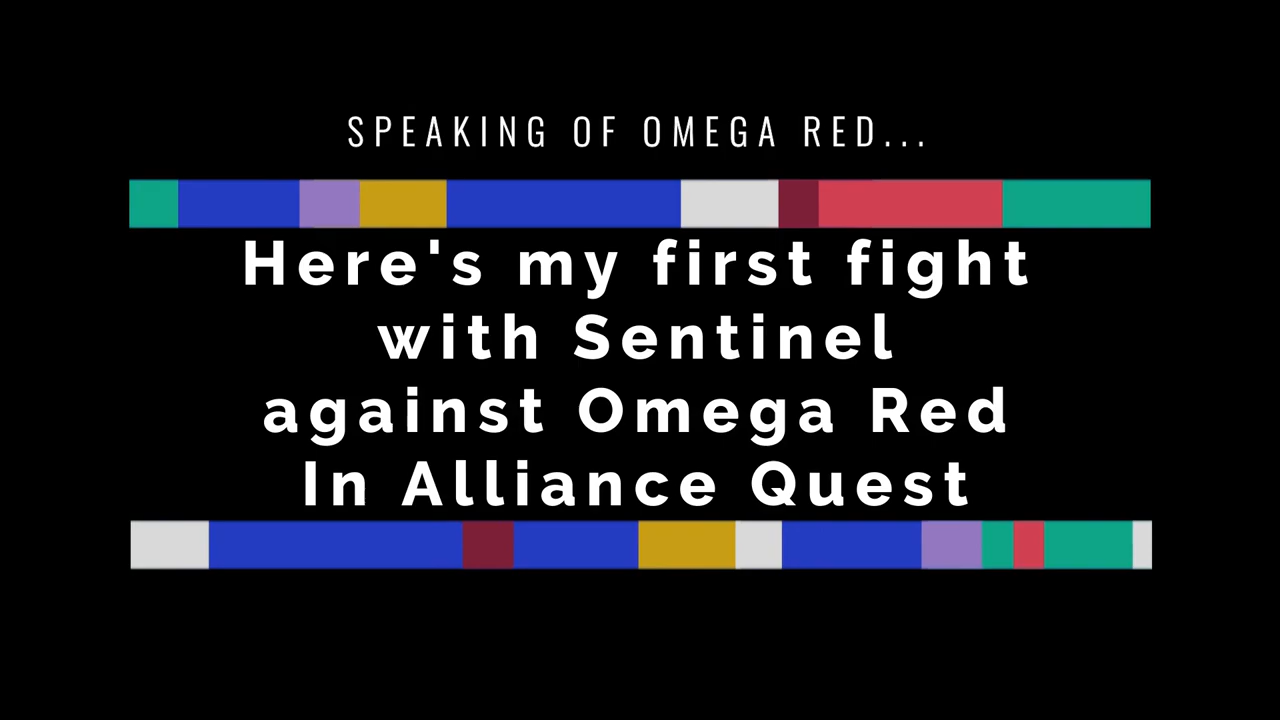 SPEAKING OF OMEGA RED...
Here's my first fight
with Sentinel
against Omega Red
In Alliance Quest